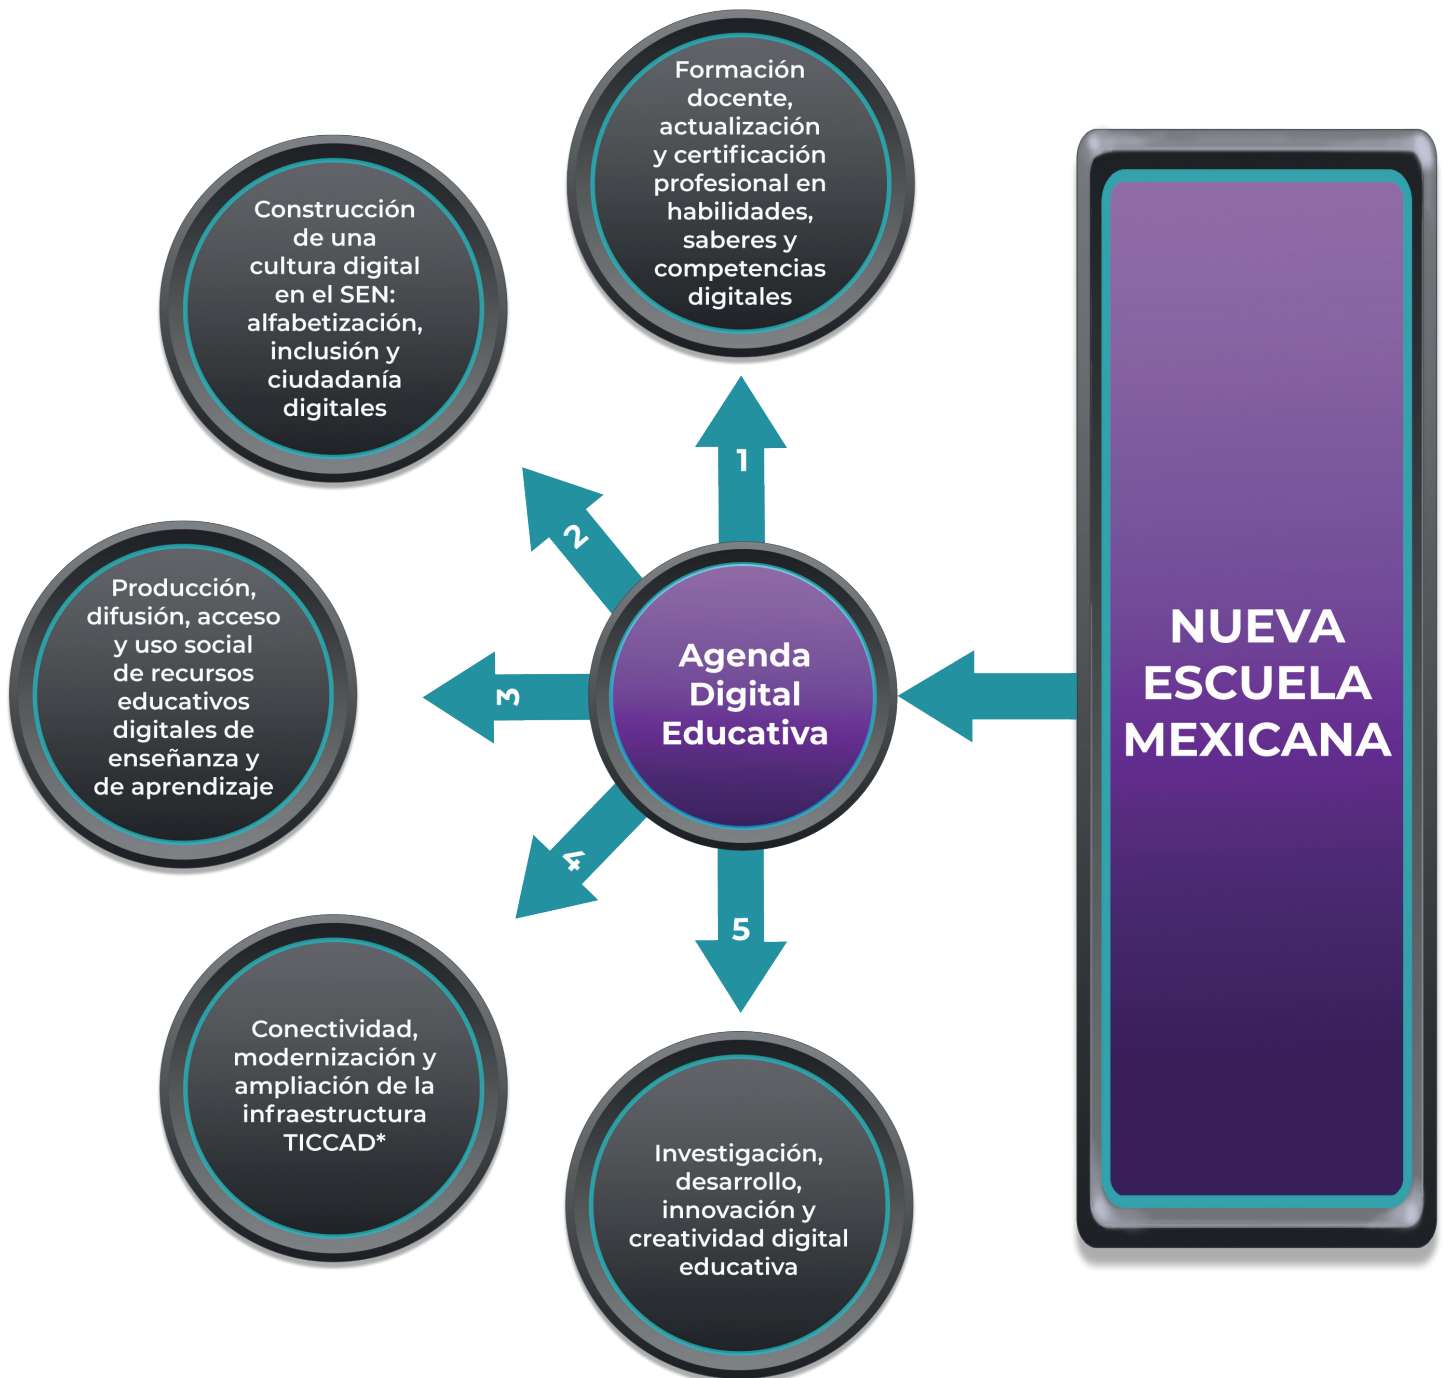 Formación
docente,
actualización
y certificación
profesional en
habilidades,
saberes y
competencias
digitales
Construcción
de una
cultura digital
en el SEN:
alfabetización,
inclusión y
ciudadanía
digitales
Producción,
difusión, acceso
y uso social
de recursos
educativos
digitales de
enseñanza y
de aprendizaje
Conectividad,
modernización y
ampliación de la
infraestructura
TICCAD*
Investigación,
desarrollo,
innovación y
creatividad digital
educativa
1
2
3
4
5
Agenda
Digital
Educativa
NUEVA
ESCUELA
MEXICANA